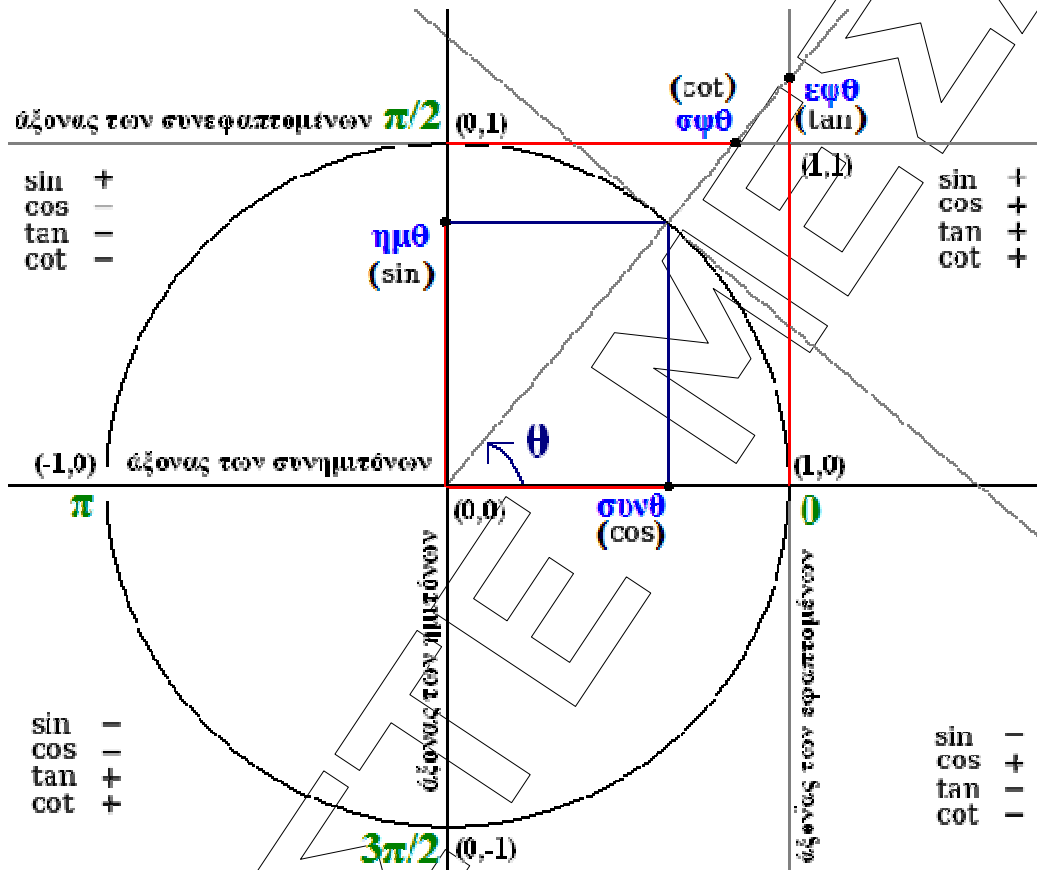 (cot)
σψθ
εψθ
(tan)
άξονας των συνεφαπτομένων π/2 (0,1)
(1,1)
sin +
cos −
tan −
cot −
sin +
cos +
tan +
cot +
ημθ
(sin)
θ
(-1,0) άξονας των συνημιτόνων (1,0)
π (0,0) συνθ 0
(cos)
άξονας των ημιτόνων
άξονας των εφαπτομένων
sin −
cos −
tan +
cot +
sin −
cos +
tan −
cot −
3π/2 (0,-1)